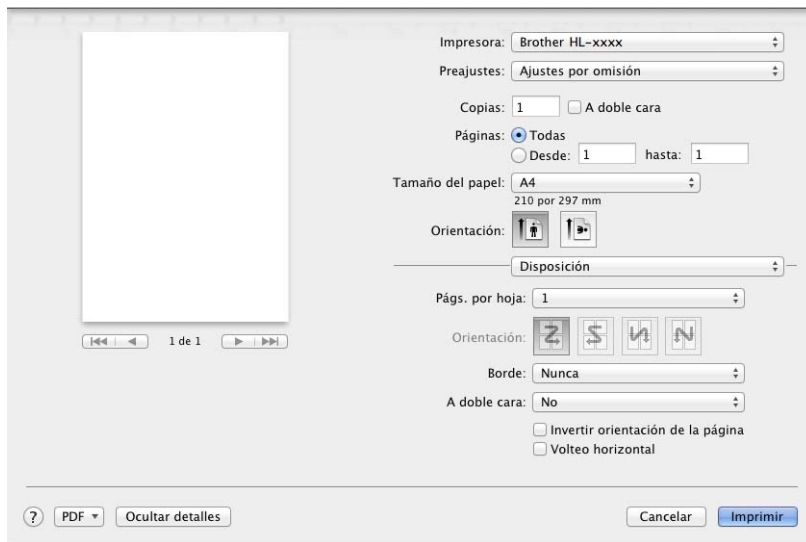 Impresora: Brother HL-xxxx
Preajustes: Ajustes por omisión
Copias: 1 A doble cara
Páginas: Todas
Desde: 1 hasta: 1
Tamaño del papel: A4
210 por 297 mm
Orientación:
Disposición
Págs. por hoja: 1
1 de 1
Orientación:
Borde: Nunca
A doble cara: No
Invertir orientación de la página
Volteo horizontal
? PDF Ocultar detalles Cancelar Imprimir